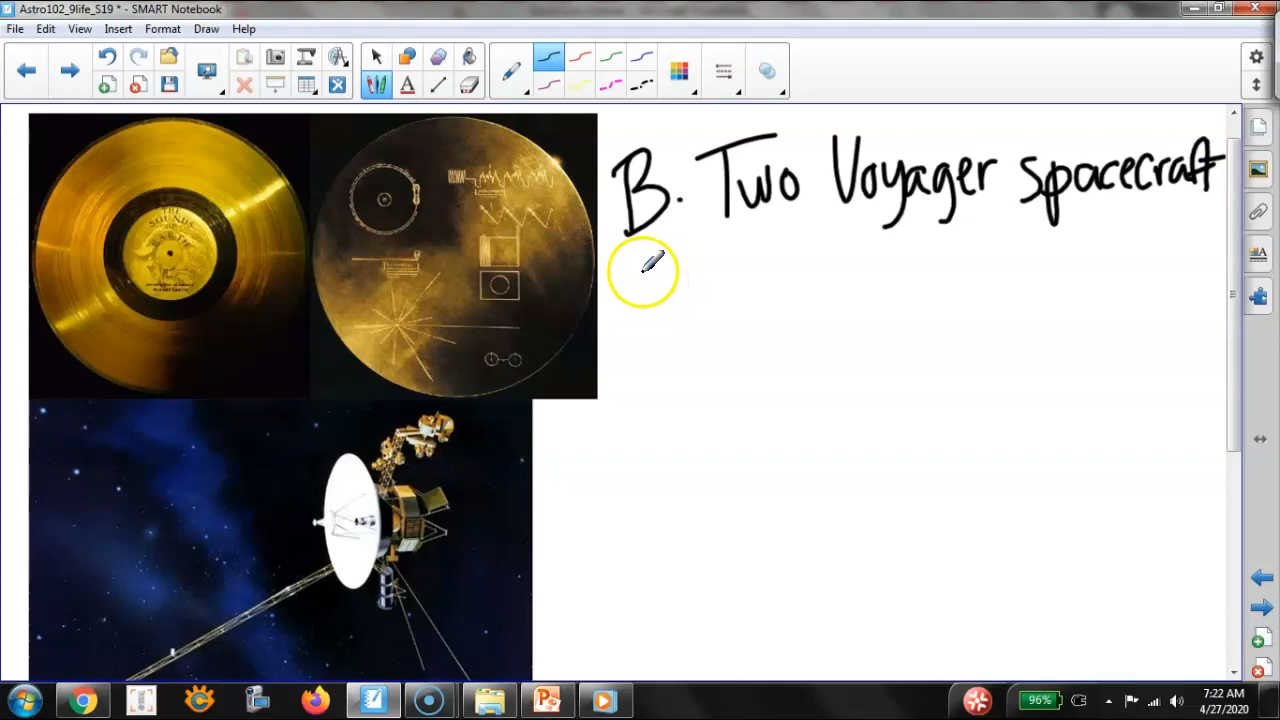 Astro102_9life_S19 * - SMART Notebook
File Edit View Insert Format Draw Help
B. Two Voyager spacecraft
THE
SOUNDS
OF
EARTH
96%
7:22 AM
4/27/2020